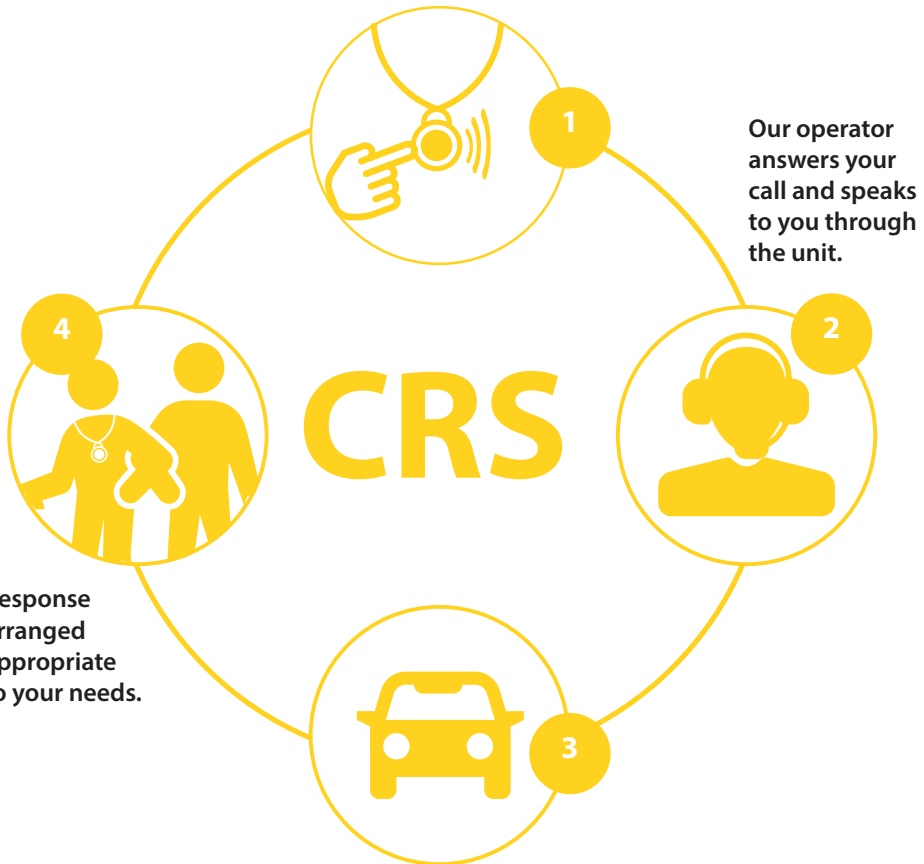 1
Our operator
answers your
call and speaks
to you through
the unit.
2
CRS
4
esponse
rranged
ppropriate
o your needs.
3